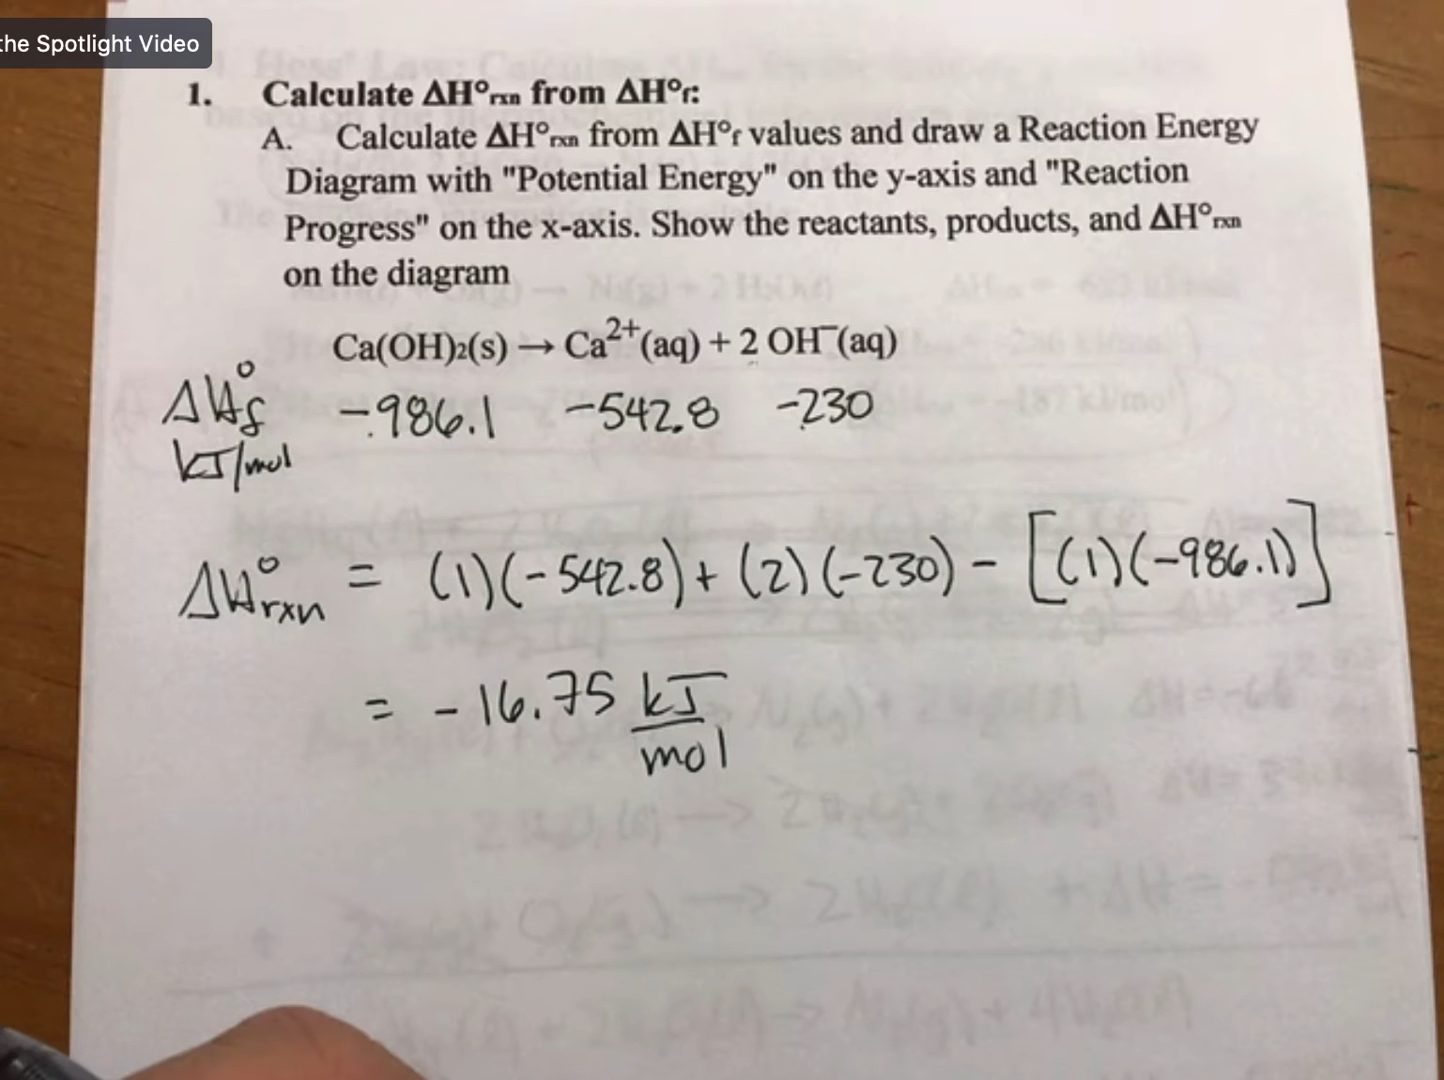 the Spotlight Video
1. Calculate ΔH°rxn from ΔH°f:
A. Calculate ΔH°rxn from ΔH°f values and draw a Reaction Energy
Diagram with "Potential Energy" on the y-axis and "Reaction
Progress" on the x-axis. Show the reactants, products, and ΔH°rxn
on the diagram
Ca(OH)₂(s) → Ca²⁺(aq) + 2 OH⁻(aq)
ΔH°f -986.1 -542.8 -230
kJ/mol
ΔH°rxn = (1)(-542.8) + (2)(-230) - [(1)(-986.1)]
= -16.75 kJ/mol